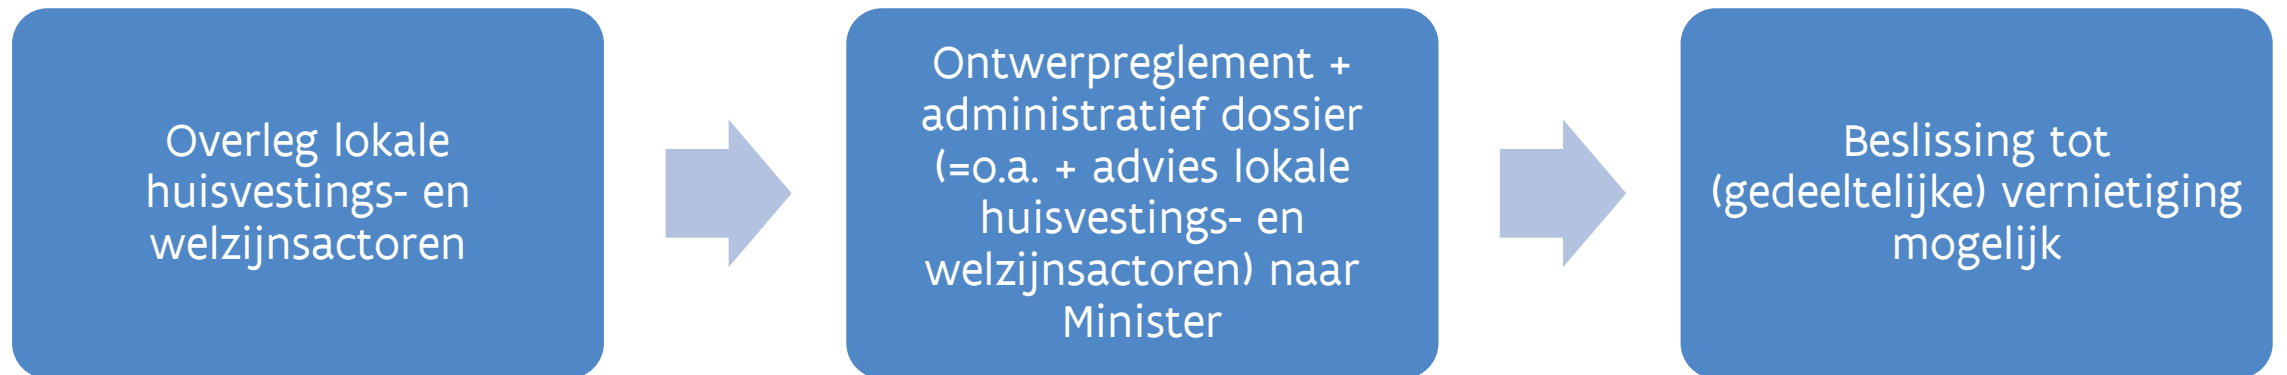 Overleg lokale
huisvestings- en
welzijnsactoren
Ontwerpreglement +
administratief dossier
(=o.a. + advies lokale
huisvestings- en
welzijnsactoren) naar
Minister
Beslissing tot
(gedeeltelijke) vernietiging
mogelijk